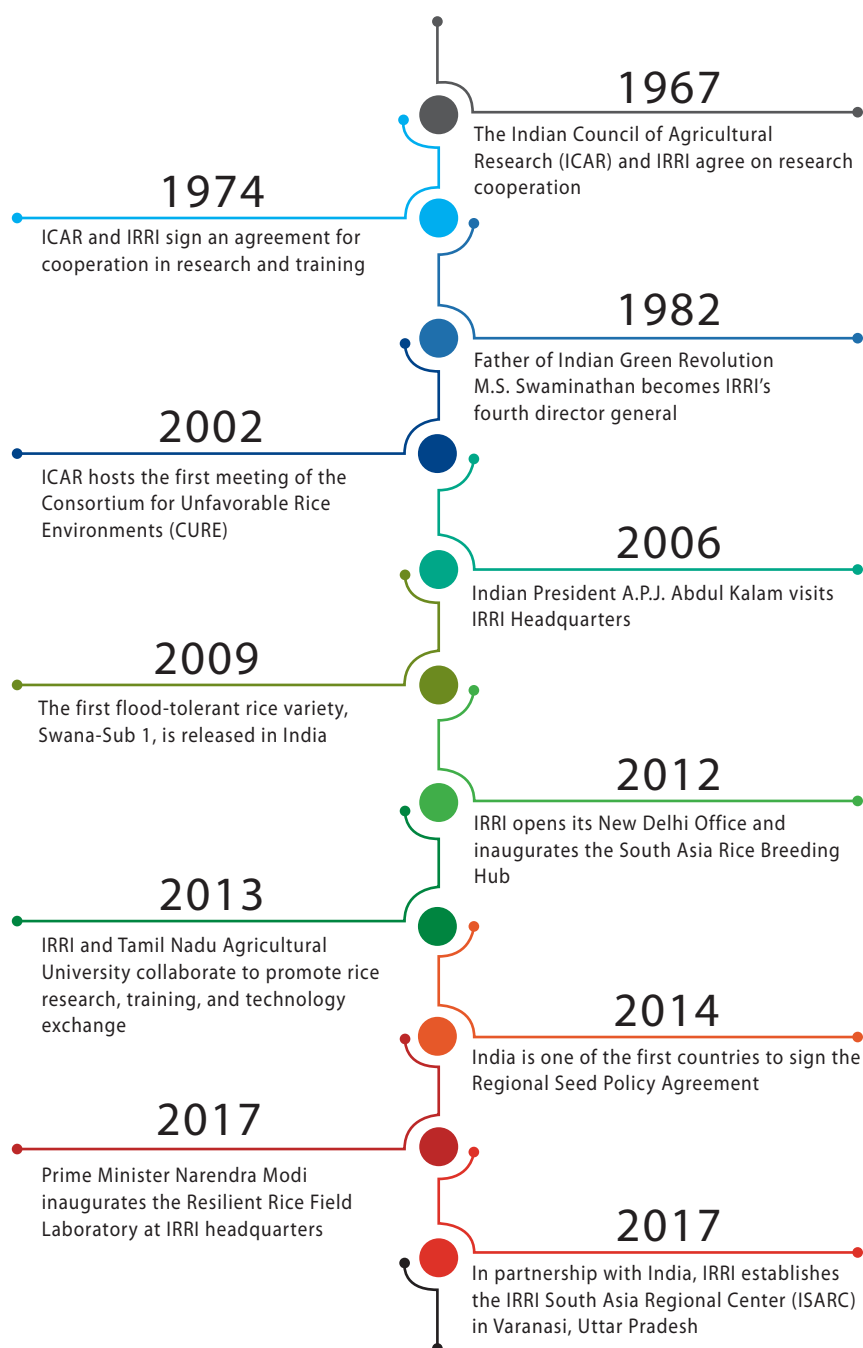 1967
The Indian Council of Agricultural
Research (ICAR) and IRRI agree on research
cooperation
1974
ICAR and IRRI sign an agreement for
cooperation in research and training
1982
Father of Indian Green Revolution
M.S. Swaminathan becomes IRRI’s
fourth director general
2002
ICAR hosts the first meeting of the
Consortium for Unfavorable Rice
Environments (CURE)
2006
Indian President A.P.J. Abdul Kalam visits
IRRI Headquarters
2009
The first flood-tolerant rice variety,
Swana-Sub 1, is released in India
2012
IRRI opens its New Delhi Office and
inaugurates the South Asia Rice Breeding
Hub
2013
IRRI and Tamil Nadu Agricultural
University collaborate to promote rice
research, training, and technology
exchange
2014
India is one of the first countries to sign the
Regional Seed Policy Agreement
2017
Prime Minister Narendra Modi
inaugurates the Resilient Rice Field
Laboratory at IRRI headquarters
2017
In partnership with India, IRRI establishes
the IRRI South Asia Regional Center (ISARC)
in Varanasi, Uttar Pradesh